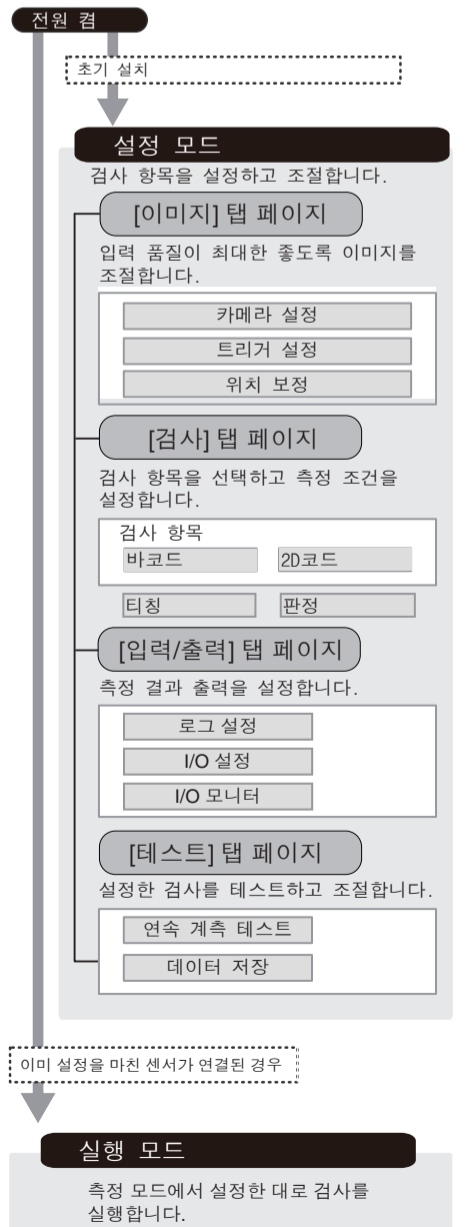 전원 켬
초기 설치
설정 모드
검사 항목을 설정하고 조절합니다.
[이미지] 탭 페이지
입력 품질이 최대한 좋도록 이미지를
조절합니다.
카메라 설정
트리거 설정
위치 보정
[검사] 탭 페이지
검사 항목을 선택하고 측정 조건을
설정합니다.
검사 항목
바코드 2D코드
티칭 판정
[입력/출력] 탭 페이지
측정 결과 출력을 설정합니다.
로그 설정
I/O 설정
I/O 모니터
[테스트] 탭 페이지
설정한 검사를 테스트하고 조절합니다.
연속 계측 테스트
데이터 저장
이미 설정을 마친 센서가 연결된 경우
실행 모드
측정 모드에서 설정한 대로 검사를
실행합니다.